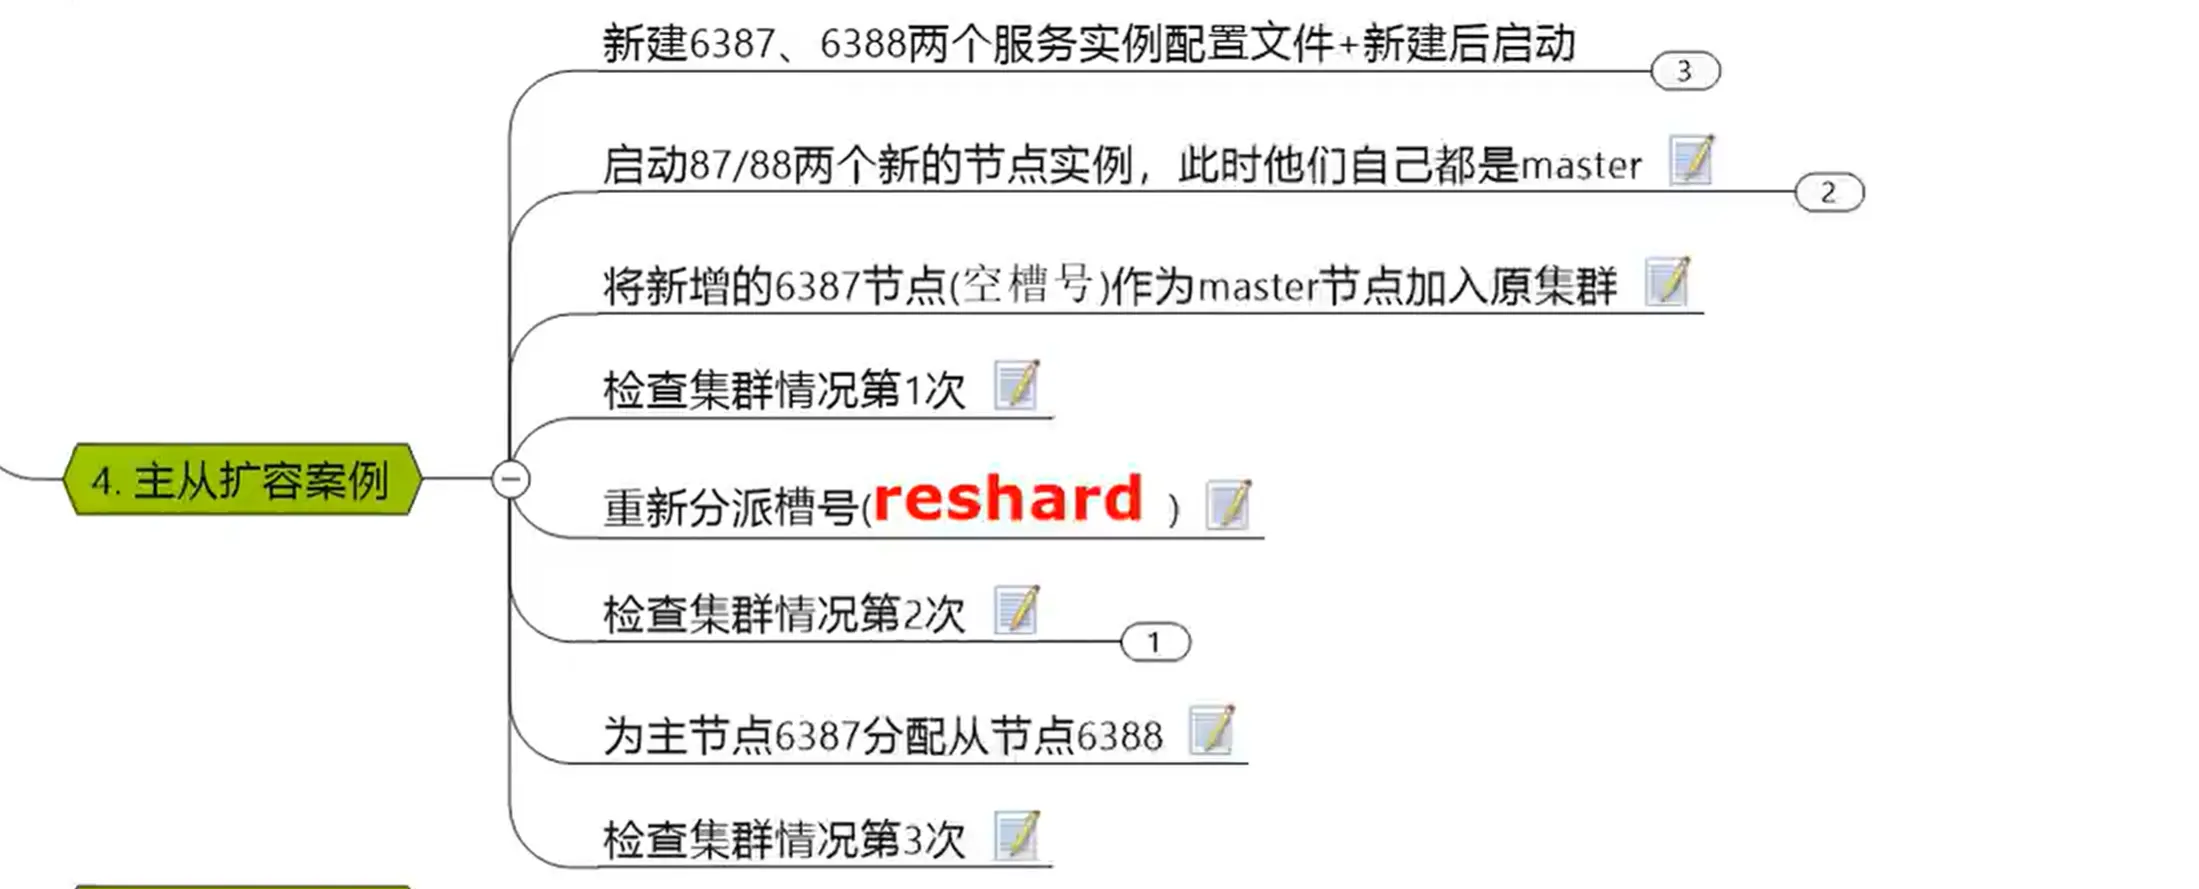 新建6387、6388两个服务实例配置文件+新建后启动
3
启动87/88两个新的节点实例，此时他们自己都是master
2
将新增的6387节点(空槽号)作为master节点加入原集群
检查集群情况第1次
4. 主从扩容案例
重新分派槽号(reshard )
检查集群情况第2次
1
为主节点6387分配从节点6388
检查集群情况第3次